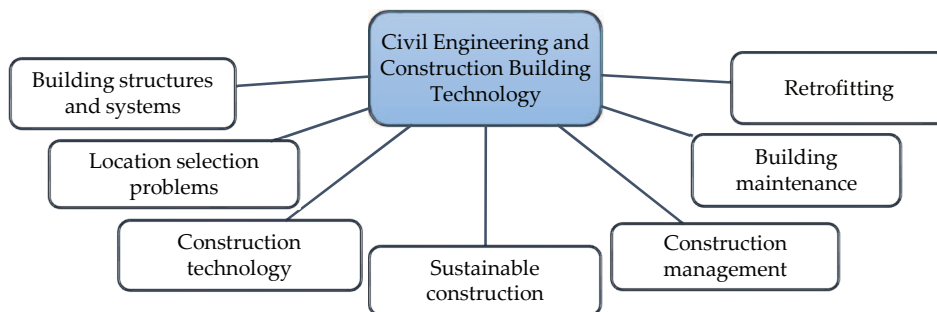 Civil Engineering and
Construction Building
Technology
Building structures
and systems
Retrofitting
Location selection
problems
Building
maintenance
Construction
technology
Sustainable
construction
Construction
management